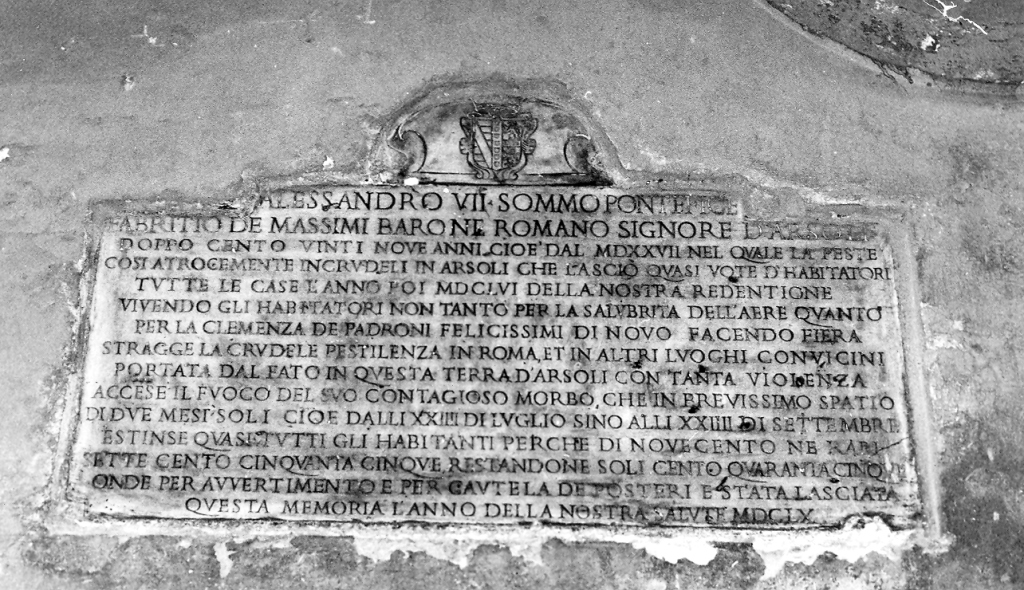 ALESSANDRO VII · SOMMO PONTEFICE
FABRITIO DE MASSIMI BARONE ROMANO SIGNORE D'ARSOLI
DOPPO CENTO VINTI NOVE ANNI CIOE' DAL MDXXVII NEL QVALE LA PESTE
COSI ATROCEMENTE INCRVDELI IN ARSOLI CHE LASCIÒ QVASI VOTE D'HABITATORI
TVTTE LE CASE L'ANNO POI MDCLVI DELLA NOSTRA REDENTIONE
VIVENDO GLI HABITATORI NON TANTO PER LA SALVBRITA DELL'AERE QVANTO
PER LA CLEMENZA DE PADRONI FELICISSIMI DI NOVO FACENDO FIERA
STRAGGE LA CRVDELE PESTILENZA IN ROMA, ET IN ALTRI LVOGHI CONVICINI
PORTATA DAL FATO IN QVESTA TERRA D'ARSOLI CON TANTA VIOLENZA
ACCESE IL FVOCO DEL SVO CONTAGIOSO MORBO, CHE IN BREVISSIMO SPATIO
DI DVE MESI SOLI CIOE DALLI XXIIII DI LVGLIO SINO ALLI XXIIII DI SETTEMBRE
ESTINSE QVASI TVTTI GLI HABITANTI PERCHE DI NOVECENTO NE RAPI
SETTE CENTO CINQVANTA CINQVE, RESTANDONE SOLI CENTO QVARANTACINQVE
ONDE PER AVVERTIMENTO E PER CAVTELA DE POSTERI E STATA LASCIATA
QVESTA MEMORIA L'ANNO DELLA NOSTRA SALVTE MDCLX